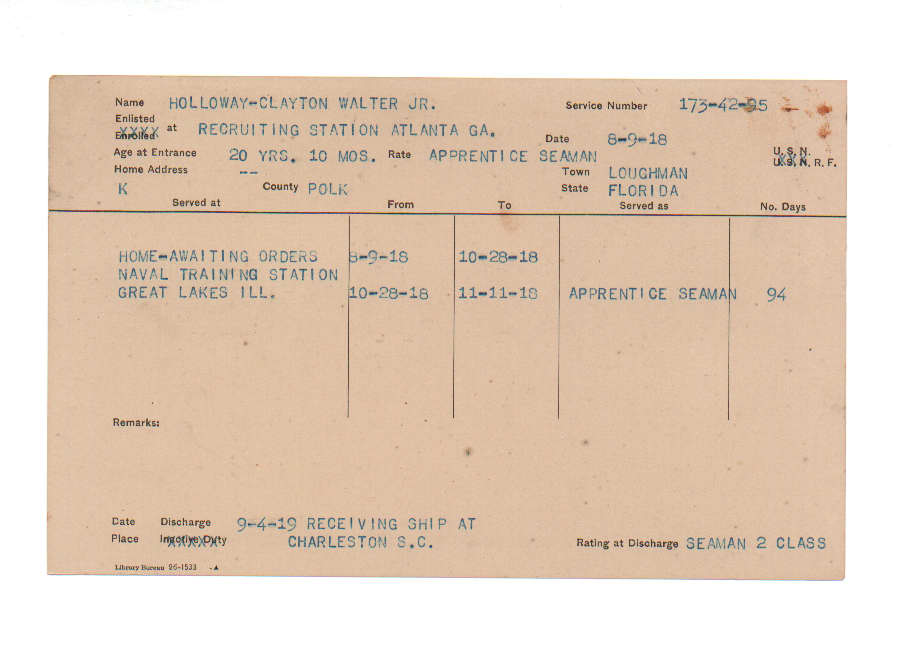 Name HOLLOWAY-CLAYTON WALTER JR. Service Number 173-42-95
Enlisted
Enrolled at RECRUITING STATION ATLANTA GA. Date 8-9-18
Age at Entrance 20 YRS. 10 MOS. Rate APPRENTICE SEAMAN U. S. N.
U. S. N. R. F.
Home Address -- Town LOUGHMAN
K County POLK State FLORIDA
Served at From To Served as No. Days
HOME-AWAITING ORDERS 8-9-18 10-28-18
NAVAL TRAINING STATION
GREAT LAKES ILL. 10-28-18 11-11-18 APPRENTICE SEAMAN 94
Remarks:
Date Discharge 9-4-19 RECEIVING SHIP AT
Place Inactive Duty CHARLESTON S.C. Rating at Discharge SEAMAN 2 CLASS
Library Bureau 96-1533 .▲